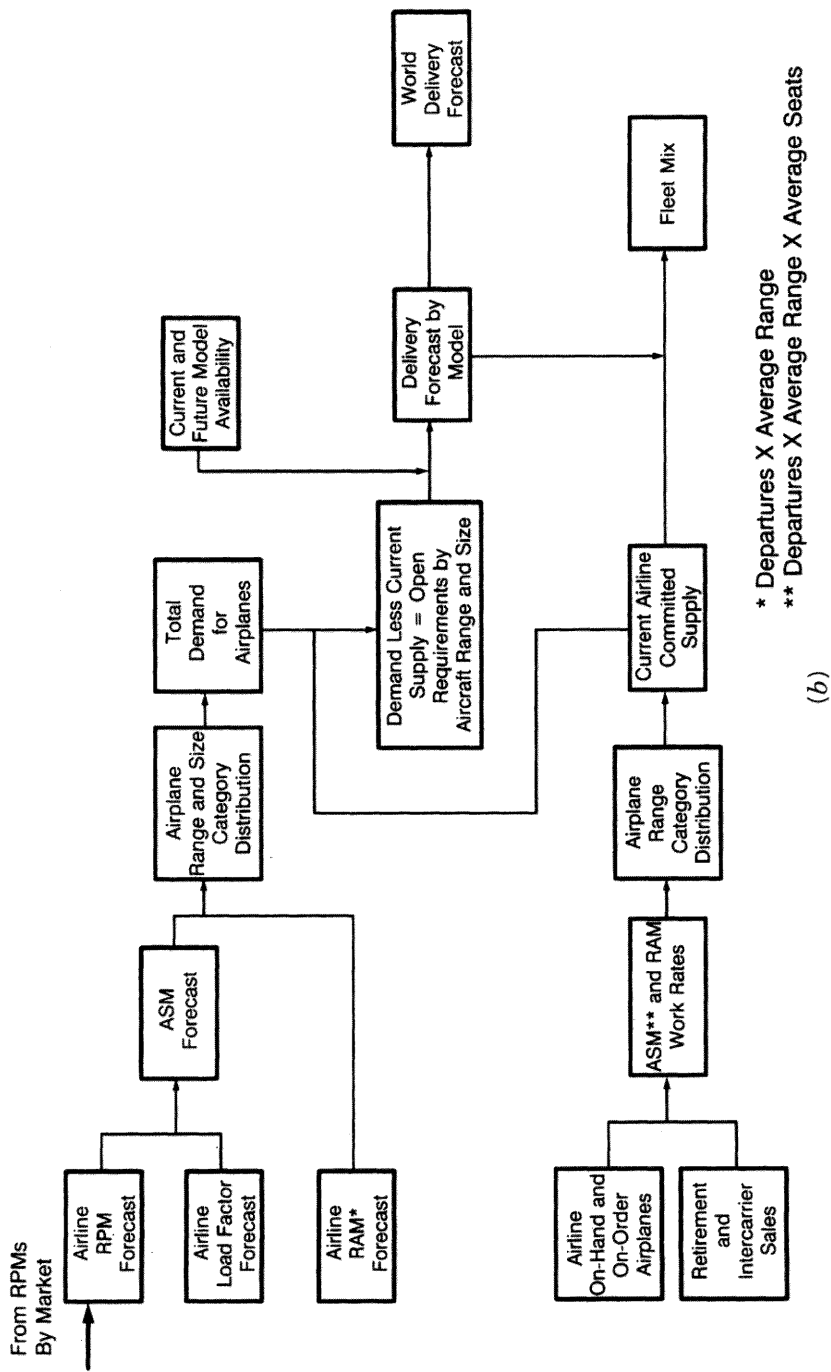 From RPMs
By Market
Airline
RPM
Forecast
Airline
Load Factor
Forecast
Airline
RAM*
Forecast
ASM
Forecast
Airplane
Range and Size
Category
Distribution
Total
Demand
for
Airplanes
Current and
Future Model
Availability
Demand Less Current
Supply = Open
Requirements by
Aircraft Range and Size
Delivery
Forecast by
Model
World
Delivery
Forecast
Airline
On-Hand and
On-Order
Airplanes
Retirement
and
Intercarrier
Sales
ASM** and RAM
Work Rates
Airplane
Range
Category
Distribution
Current Airline
Committed
Supply
Fleet Mix
* Departures X Average Range
** Departures X Average Range X Average Seats
(b)